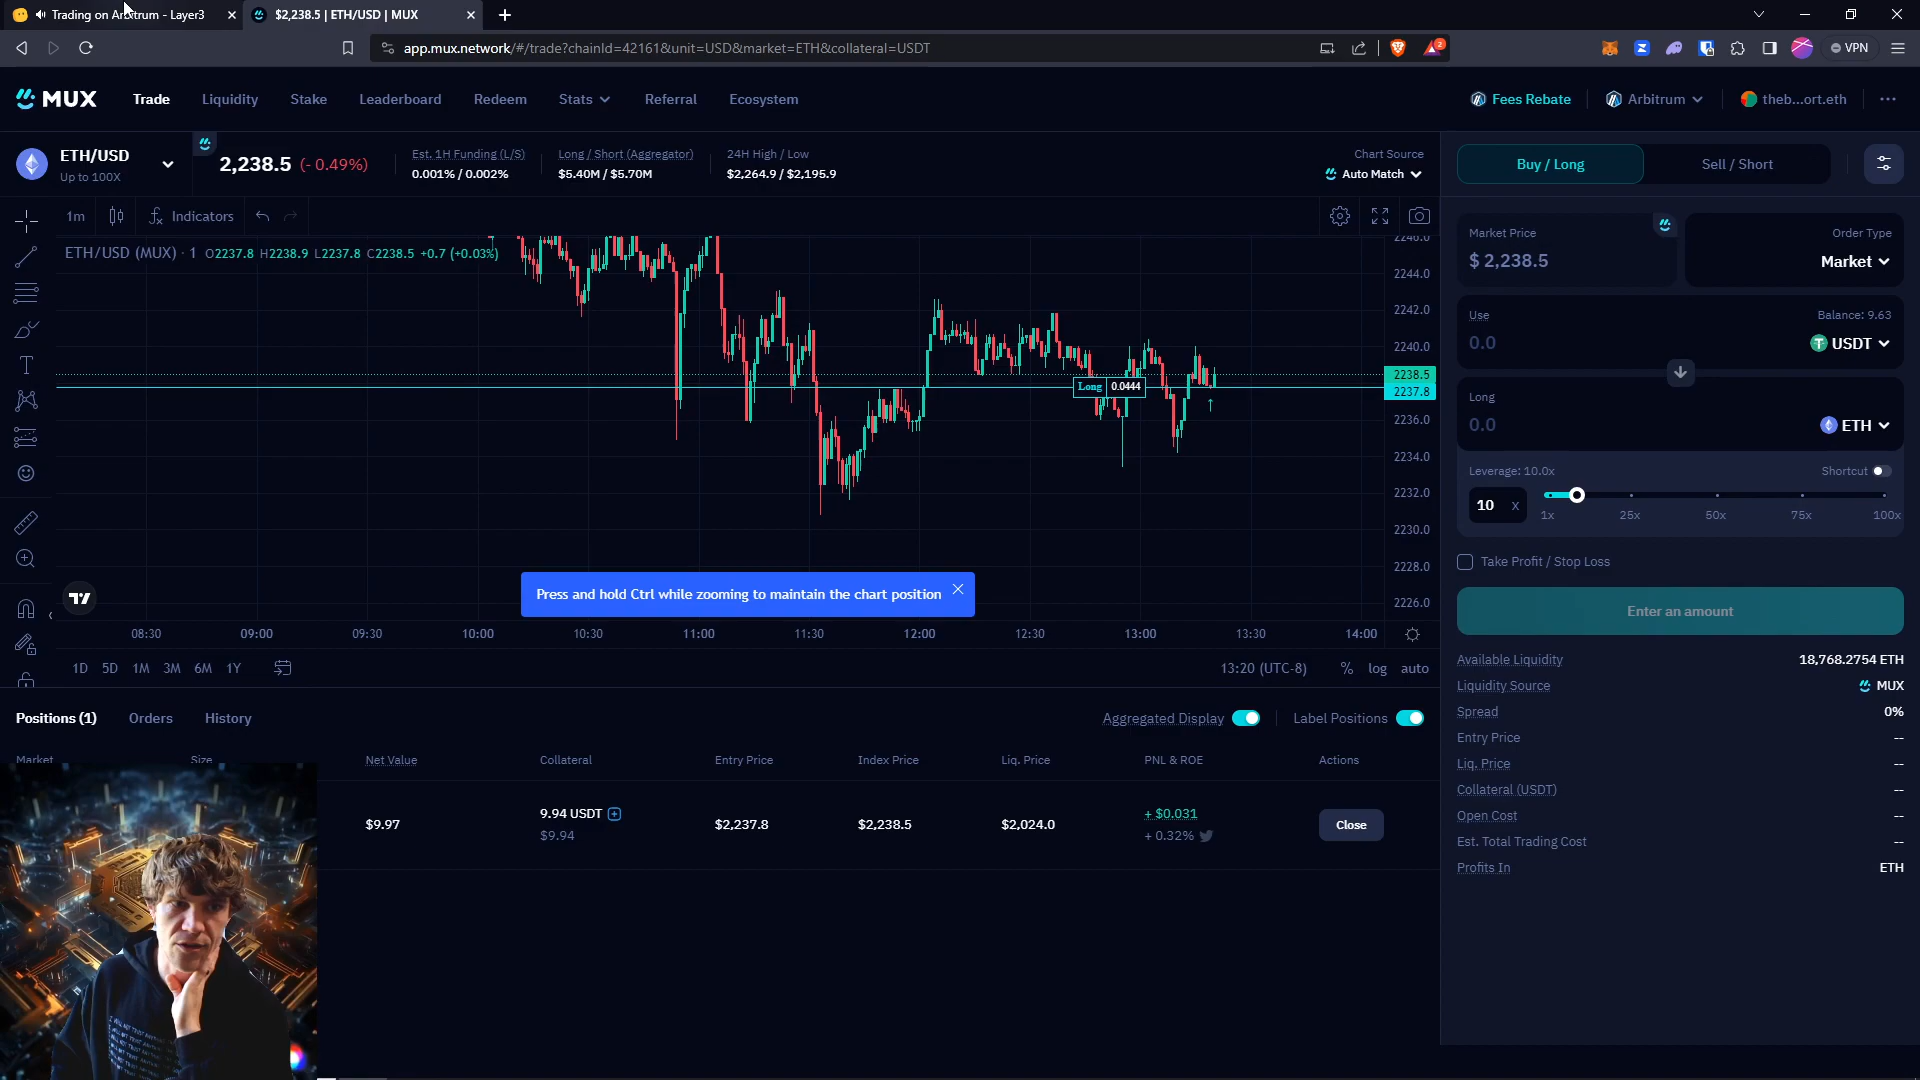 Trading on Arbitrum - Layer3
$2,238.5 | ETH/USD | MUX
app.mux.network/#/trade?chainId=42161&unit=USD&market=ETH&collateral=USDT
2
VPN
MUX
Trade
Liquidity
Stake
Leaderboard
Redeem
Stats
Referral
Ecosystem
Fees Rebate
Arbitrum
theb...ort.eth
ETH/USD
Up to 100X
2,238.5 (- 0.49%)
Est. 1H Funding (L/S)
0.001% / 0.002%
Long / Short (Aggregator)
$5.40M / $5.70M
24H High / Low
$2,264.9 / $2,195.9
Chart Source
Auto Match
Buy / Long
Sell / Short
1m
Indicators
ETH/USD (MUX) · 1 O2237.8 H2238.9 L2237.8 C2238.5 +0.7 (+0.03%)
2246.0
2244.0
2242.0
2240.0
2238.5
2237.8
2236.0
2234.0
2232.0
2230.0
2228.0
2226.0
Long 0.0444
Press and hold Ctrl while zooming to maintain the chart position
08:30 09:00 09:30 10:00 10:30 11:00 11:30 12:00 12:30 13:00 13:30 14:00
1D 5D 1M 3M 6M 1Y
13:20 (UTC-8) % log auto
Market Price
$ 2,238.5
Order Type
Market
Use
Balance: 9.63
0.0
USDT
Long
0.0
ETH
Leverage: 10.0x
Shortcut
10 x
1x 25x 50x 75x 100x
Take Profit / Stop Loss
Enter an amount
Available Liquidity 18,768.2754 ETH
Liquidity Source MUX
Spread 0%
Entry Price --
Liq. Price --
Collateral (USDT) --
Open Cost --
Est. Total Trading Cost --
Profits In ETH
Positions (1)
Orders
History
Aggregated Display
Label Positions
Market Size Net Value Collateral Entry Price Index Price Liq. Price PNL & ROE Actions
$9.97
9.94 USDT
$9.94
$2,237.8
$2,238.5
$2,024.0
+ $0.031
+ 0.32%
Close
I WILL NOT TRUST